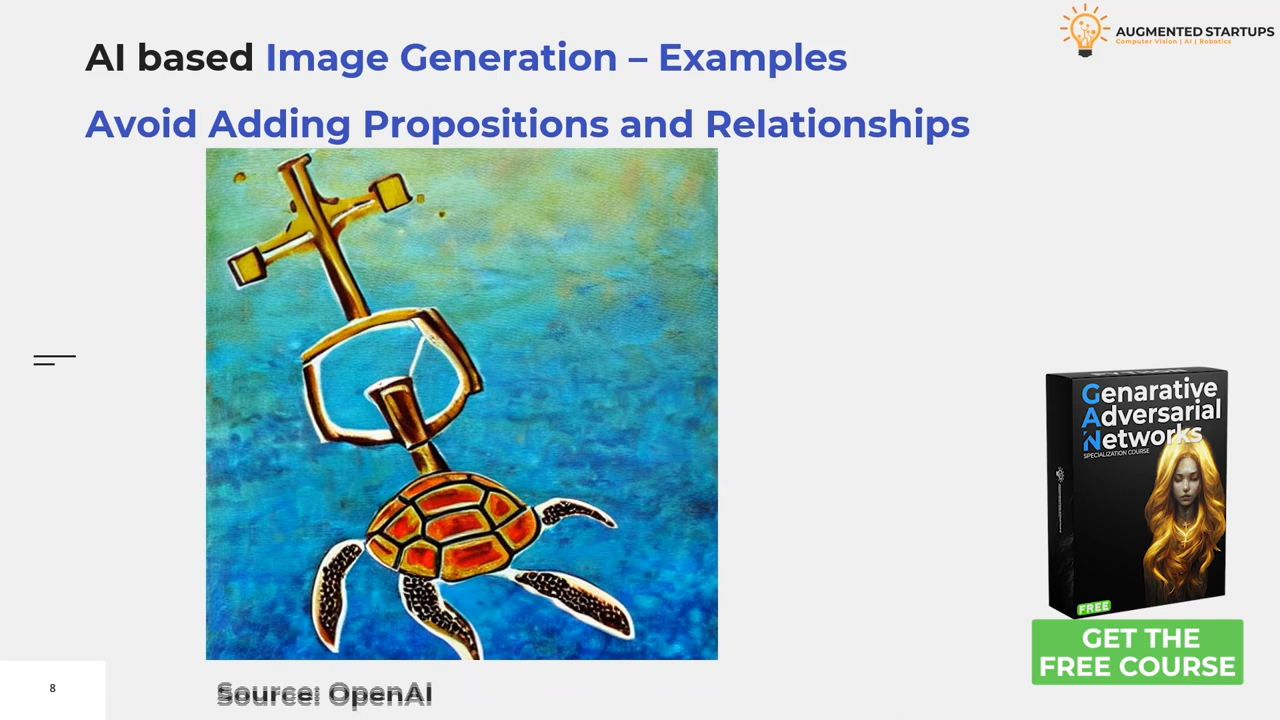 AUGMENTED STARTUPS
Computer Vision | AI | Robotics
AI based Image Generation – Examples
Avoid Adding Propositions and Relationships
Genarative
Adversarial
Networks
SPECIALIZATION COURSE
FREE
GET THE
FREE COURSE
8
Source: OpenAI